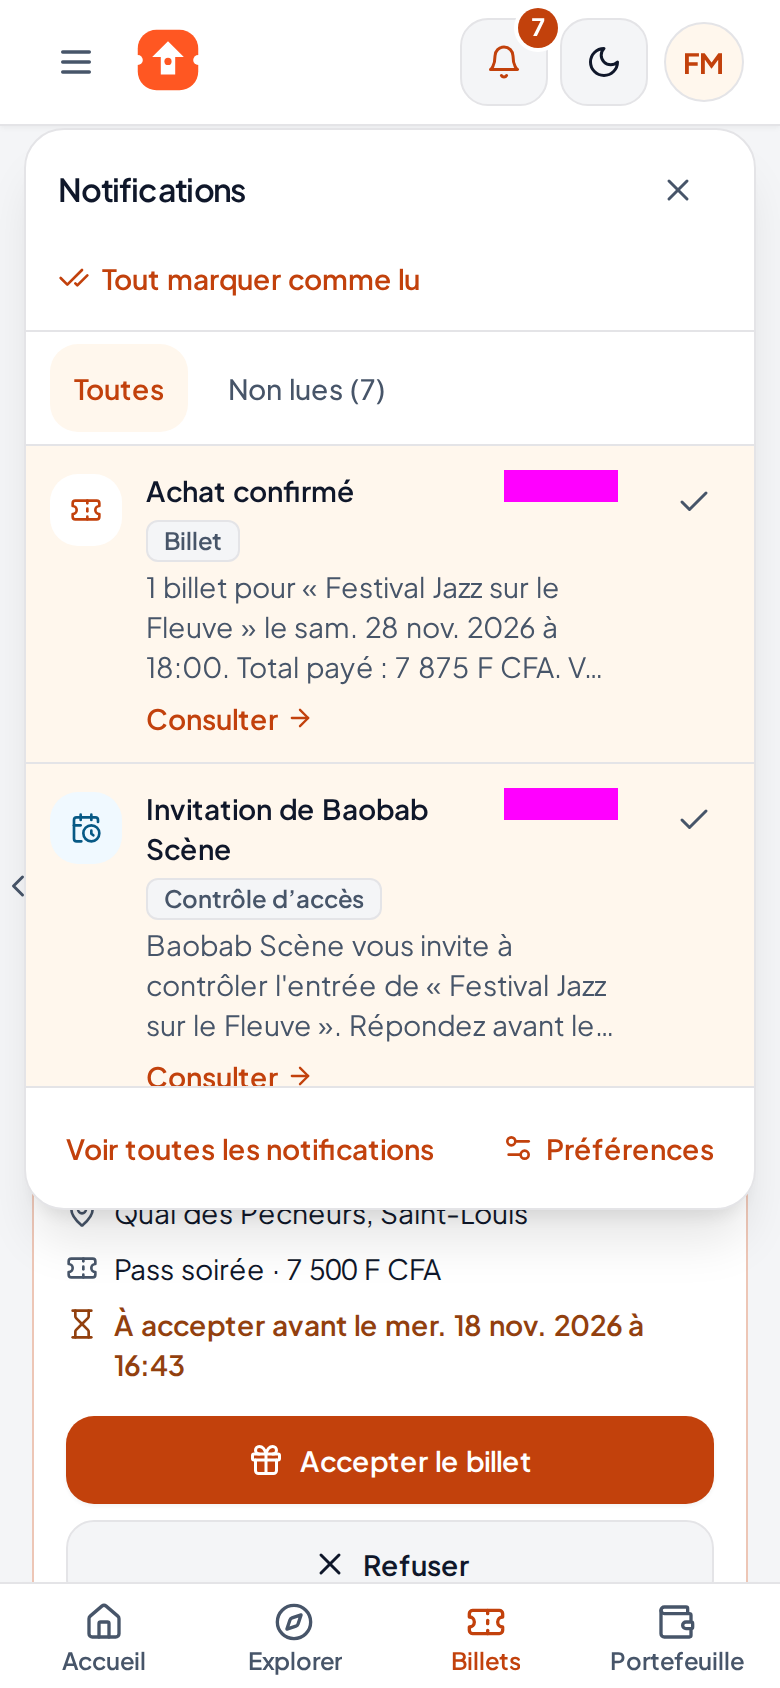 7
FM
Notifications
Tout marquer comme lu
Toutes
Non lues (7)
Achat confirmé
Billet
1 billet pour « Festival Jazz sur le
Fleuve » le sam. 28 nov. 2026 à
18:00. Total payé : 7 875 F CFA. V…
Consulter
Invitation de Baobab
Scène
Contrôle d’accès
Baobab Scène vous invite à
contrôler l'entrée de « Festival Jazz
sur le Fleuve ». Répondez avant le…
Consulter
Voir toutes les notifications
Préférences
Quai des Pêcheurs, Saint-Louis
Pass soirée · 7 500 F CFA
À accepter avant le mer. 18 nov. 2026 à
16:43
Accepter le billet
Refuser
Accueil
Explorer
Billets
Portefeuille